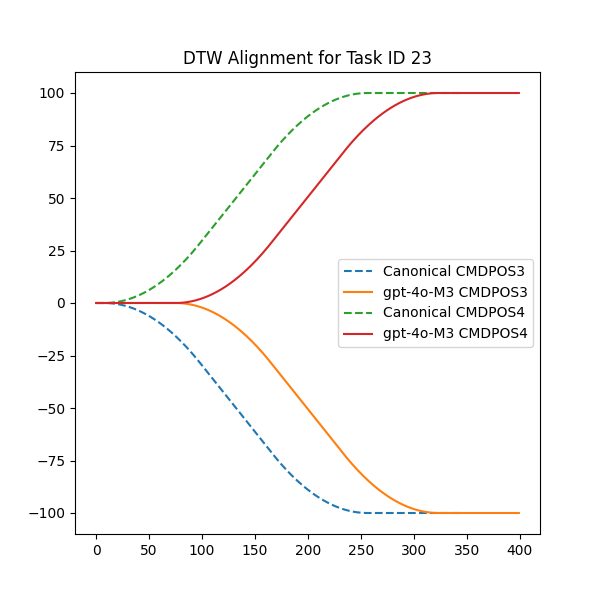 DTW Alignment for Task ID 23
100
75
50
25
0
−25
−50
−75
−100
Canonical CMDPOS3
gpt-4o-M3 CMDPOS3
Canonical CMDPOS4
gpt-4o-M3 CMDPOS4
0 50 100 150 200 250 300 350 400